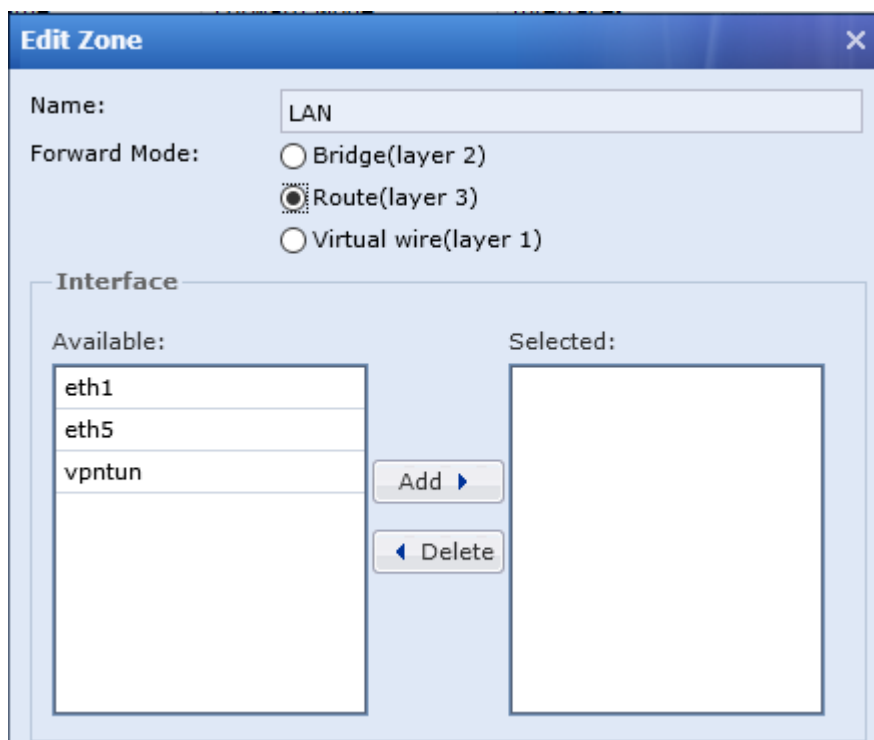 Edit Zone
Name:
LAN
Forward Mode:
Bridge(layer 2)
Route(layer 3)
Virtual wire(layer 1)
Interface
Available:
Selected:
eth1
eth5
vpntun
Add
Delete